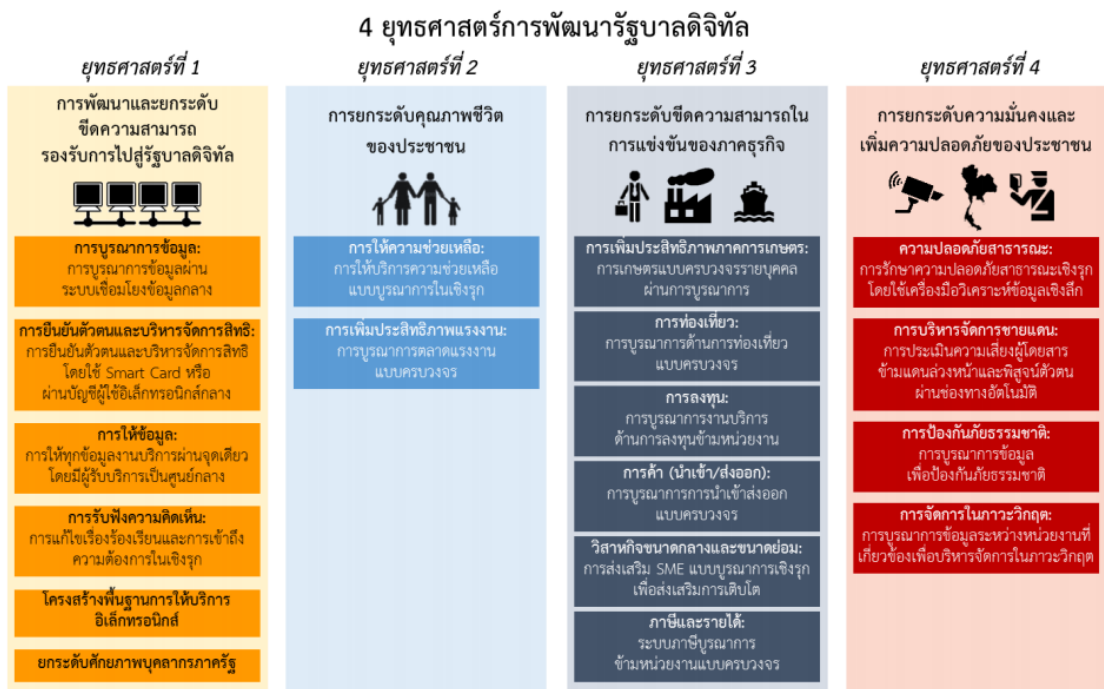 4 ยุทธศาสตร์การพัฒนารัฐบาลดิจิทัล
ยุทธศาสตร์ที่ 1
การพัฒนาและยกระดับ
ขีดความสามารถ
รองรับการไปสู่รัฐบาลดิจิทัล
การบูรณาการข้อมูล:
การบูรณาการข้อมูลผ่าน
ระบบเชื่อมโยงข้อมูลกลาง
การยืนยันตัวตนและบริหารจัดการสิทธิ:
การยืนยันตัวตนและบริหารจัดการสิทธิ
โดยใช้ Smart Card หรือ
ผ่านบัญชีผู้ใช้อิเล็กทรอนิกส์กลาง
การให้ข้อมูล:
การให้ทุกข้อมูลงานบริการผ่านจุดเดียว
โดยมีผู้รับบริการเป็นศูนย์กลาง
การรับฟังความคิดเห็น:
การแก้ไขเรื่องร้องเรียนและการเข้าถึง
ความต้องการในเชิงรุก
โครงสร้างพื้นฐานการให้บริการ
อิเล็กทรอนิกส์
ยกระดับศักยภาพบุคลากรภาครัฐ
ยุทธศาสตร์ที่ 2
การยกระดับคุณภาพชีวิต
ของประชาชน
การให้ความช่วยเหลือ:
การให้บริการความช่วยเหลือ
แบบบูรณาการในเชิงรุก
การเพิ่มประสิทธิภาพแรงงาน:
การบูรณาการตลาดแรงงาน
แบบครบวงจร
ยุทธศาสตร์ที่ 3
การยกระดับขีดความสามารถใน
การแข่งขันของภาคธุรกิจ
การเพิ่มประสิทธิภาพภาคการเกษตร:
การเกษตรแบบครบวงจรรายบุคคล
ผ่านการบูรณาการ
การท่องเที่ยว:
การบูรณาการด้านการท่องเที่ยว
แบบครบวงจร
การลงทุน:
การบูรณาการงานบริการ
ด้านการลงทุนข้ามหน่วยงาน
การค้า (นำเข้า/ส่งออก):
การบูรณาการการนำเข้าส่งออก
แบบครบวงจร
วิสาหกิจขนาดกลางและขนาดย่อม:
การส่งเสริม SME แบบบูรณาการเชิงรุก
เพื่อส่งเสริมการเติบโต
ภาษีและรายได้:
ระบบภาษีบูรณาการ
ข้ามหน่วยงานแบบครบวงจร
ยุทธศาสตร์ที่ 4
การยกระดับความมั่นคงและ
เพิ่มความปลอดภัยของประชาชน
ความปลอดภัยสาธารณะ:
การรักษาความปลอดภัยสาธารณะเชิงรุก
โดยใช้เครื่องมือวิเคราะห์ข้อมูลเชิงลึก
การบริหารจัดการชายแดน:
การประเมินความเสี่ยงผู้โดยสาร
ข้ามแดนล่วงหน้าและพิสูจน์ตัวตน
ผ่านช่องทางอัตโนมัติ
การป้องกันภัยธรรมชาติ:
การบูรณาการข้อมูล
เพื่อป้องกันภัยธรรมชาติ
การจัดการในภาวะวิกฤต:
การบูรณาการข้อมูลระหว่างหน่วยงานที่
เกี่ยวข้องเพื่อบริหารจัดการในภาวะวิกฤต